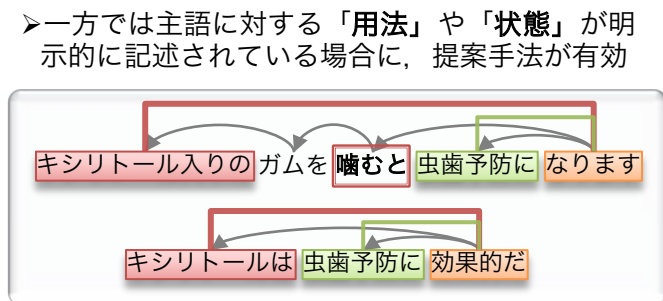 ➢一方では主語に対する「用法」や「状態」が明
示的に記述されている場合に，提案手法が有効
キシリトール入りの ガムを 噛むと 虫歯予防に なります
キシリトールは 虫歯予防に 効果的だ